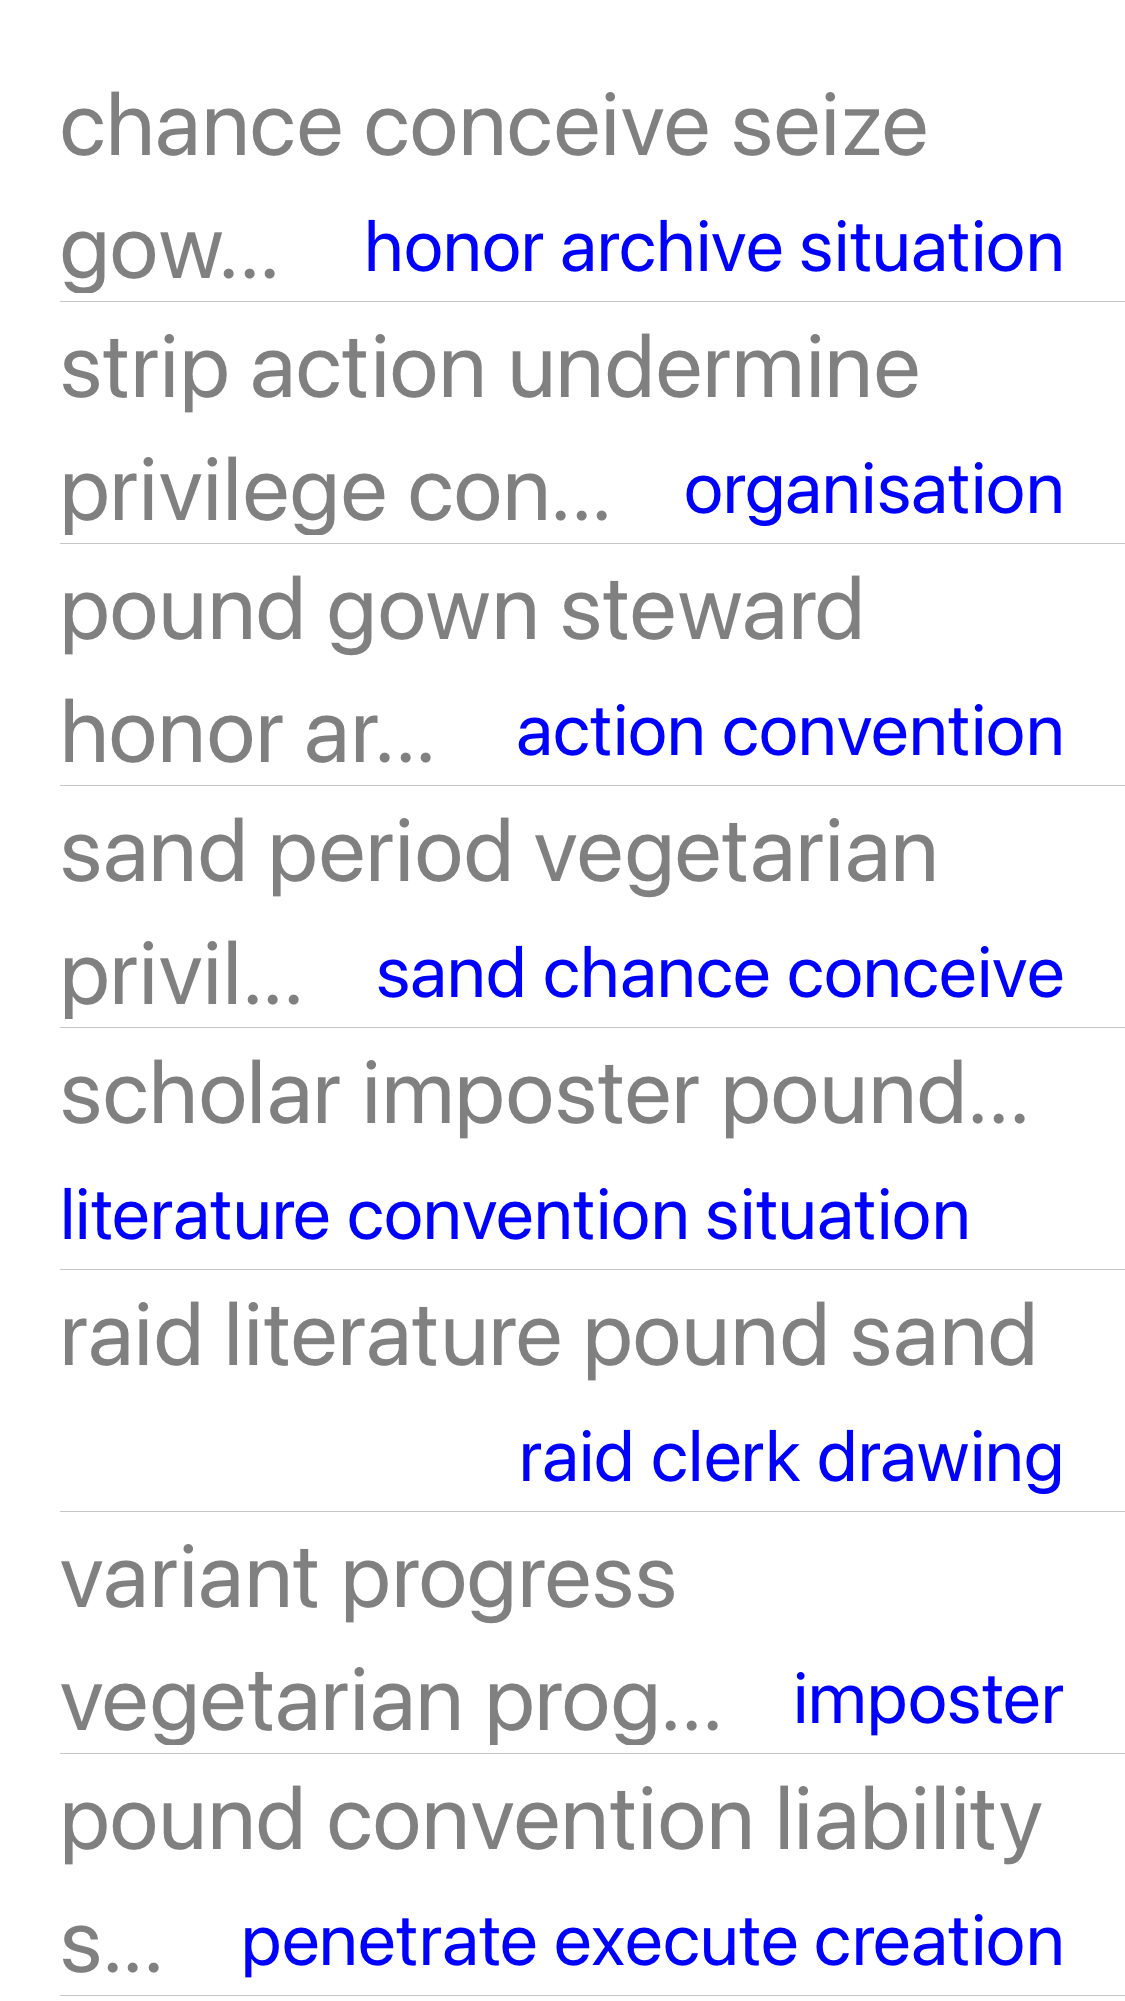 chance conceive seize
gow... honor archive situation
strip action undermine
privilege con... organisation
pound gown steward
honor ar... action convention
sand period vegetarian
privil... sand chance conceive
scholar imposter pound...
literature convention situation
raid literature pound sand
raid clerk drawing
variant progress
vegetarian prog... imposter
pound convention liability
s... penetrate execute creation